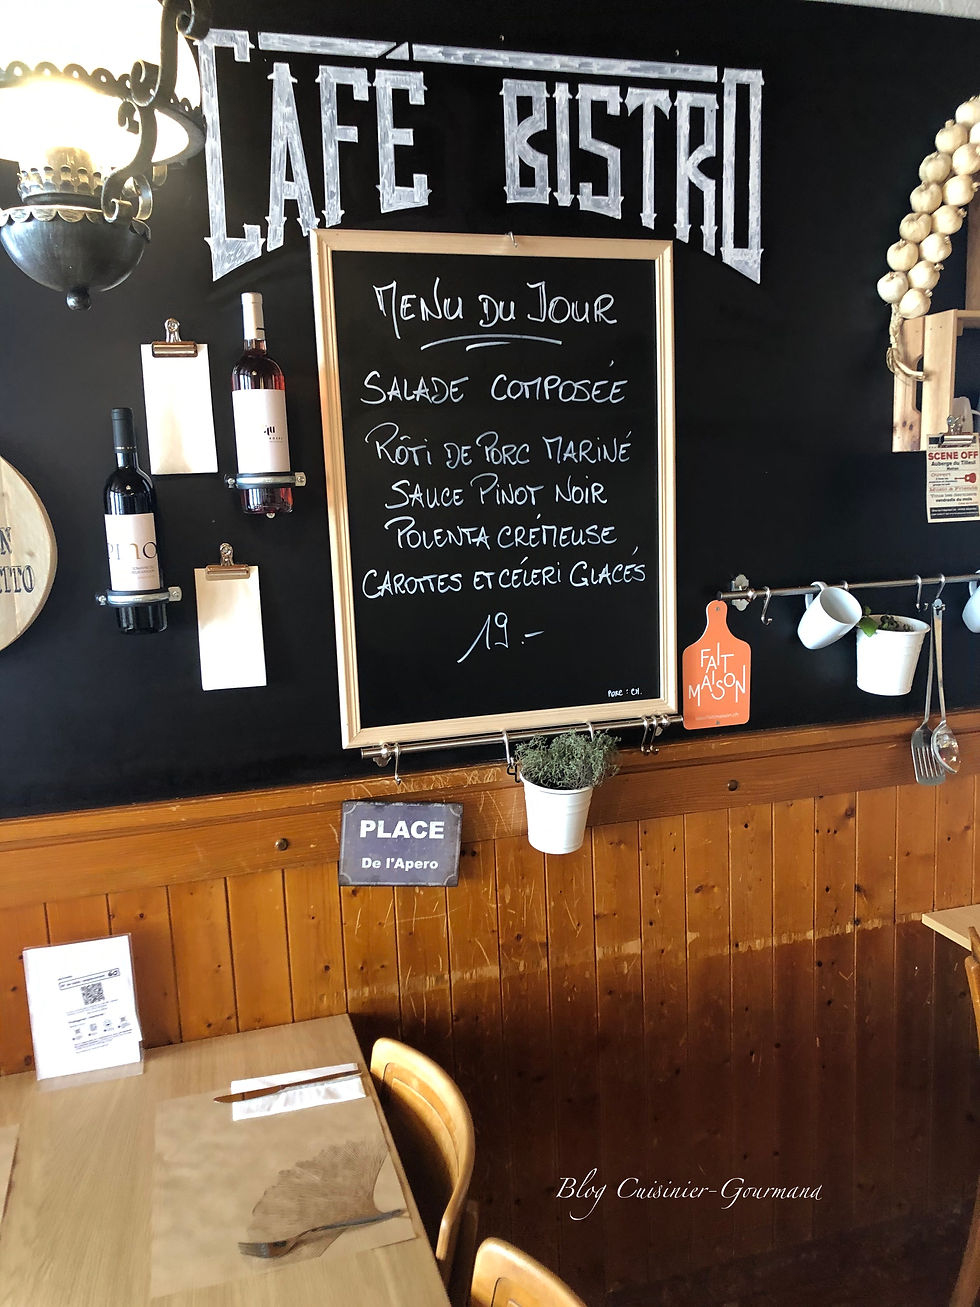 CAFÉ BISTRO
MENU DU JOUR
SALADE COMPOSÉE
RÔTI DE PORC MARINÉ
SAUCE PINOT NOIR
POLENTA CRÉMEUSE
CAROTTES ET CÉLERI GLACÉS
19.–
PORC : CH.
SCENE OFF
Auberge du Tilleul
FAIT
MAISON
PLACE
De l'Apero
Blog Cuisinier-Gourmand